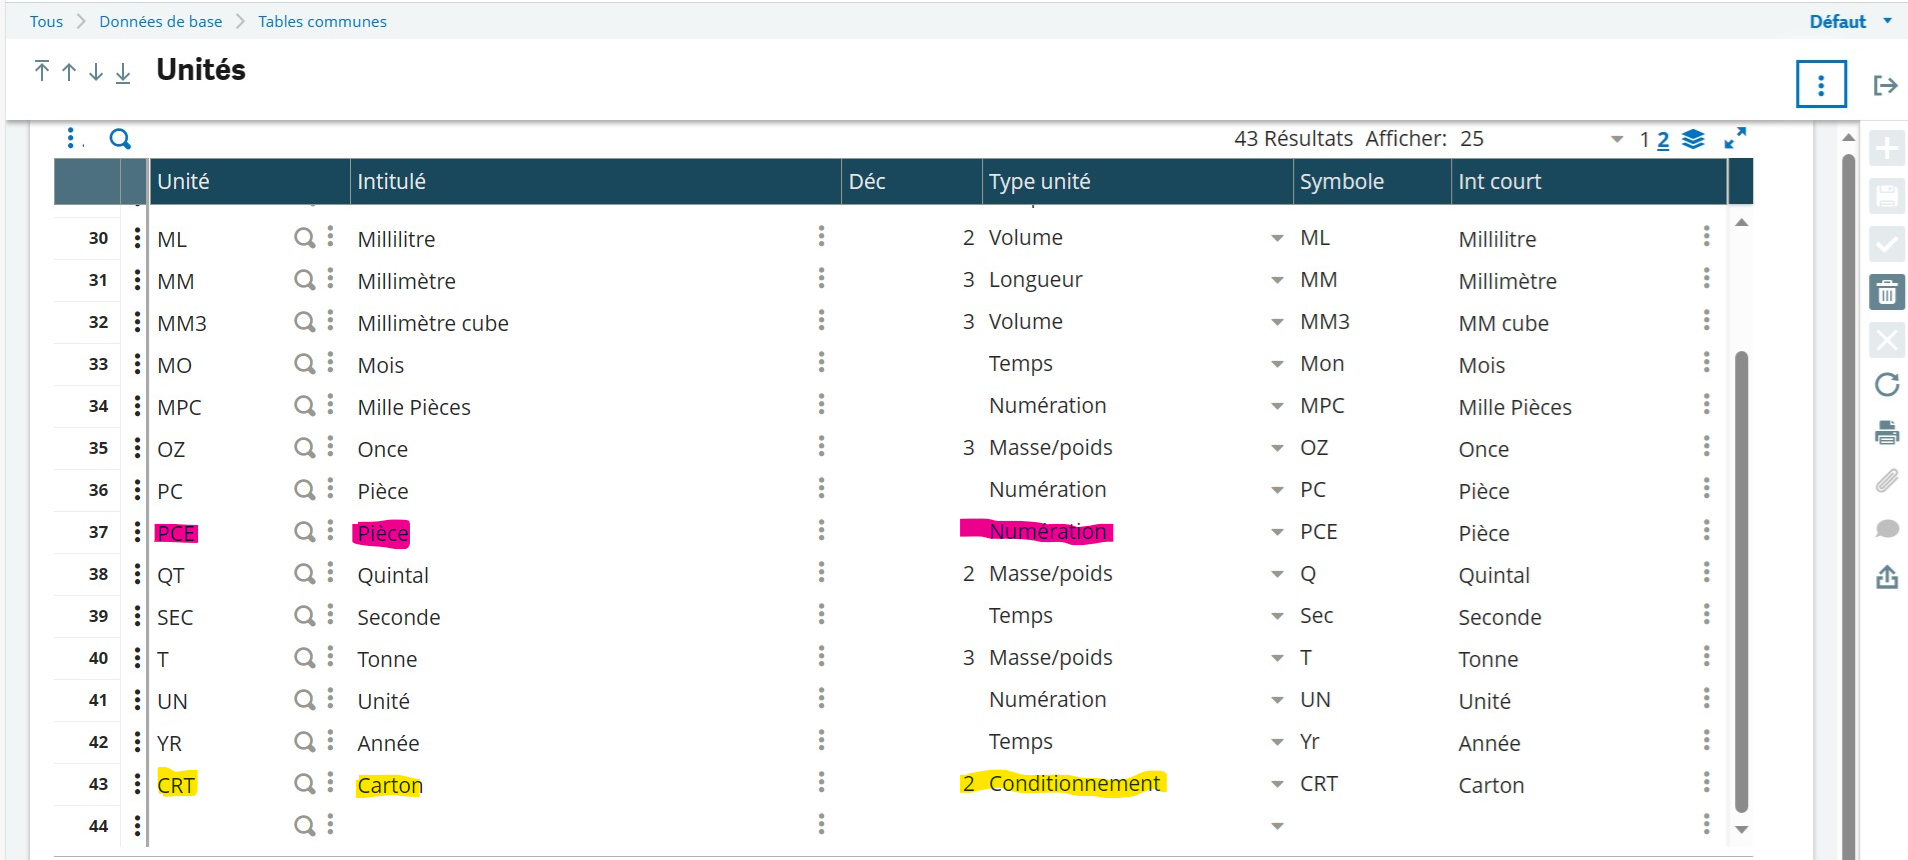 Tous Données de base Tables communes Défaut
Unités
43 Résultats Afficher: 25 1 2
Unité Intitulé Déc Type unité Symbole Int court
30 ML Millilitre 2 Volume ML Millilitre
31 MM Millimètre 3 Longueur MM Millimètre
32 MM3 Millimètre cube 3 Volume MM3 MM cube
33 MO Mois Temps Mon Mois
34 MPC Mille Pièces Numération MPC Mille Pièces
35 OZ Once 3 Masse/poids OZ Once
36 PC Pièce Numération PC Pièce
37 PCE Pièce Numération PCE Pièce
38 QT Quintal 2 Masse/poids Q Quintal
39 SEC Seconde Temps Sec Seconde
40 T Tonne 3 Masse/poids T Tonne
41 UN Unité Numération UN Unité
42 YR Année Temps Yr Année
43 CRT Carton 2 Conditionnement CRT Carton
44